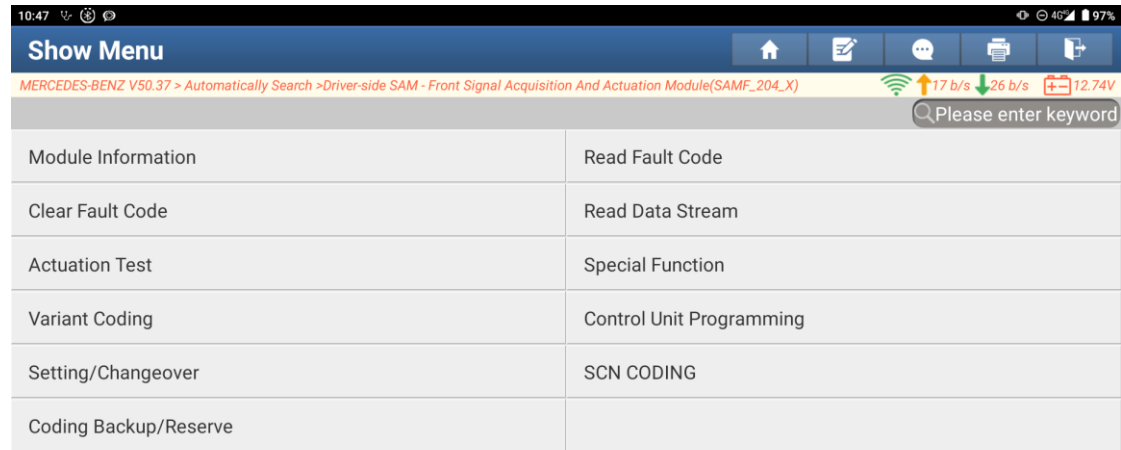 10:47 4G 97%
Show Menu
MERCEDES-BENZ V50.37 > Automatically Search >Driver-side SAM - Front Signal Acquisition And Actuation Module(SAMF_204_X) 17 b/s 26 b/s 12.74V
Please enter keyword
Module Information Read Fault Code
Clear Fault Code Read Data Stream
Actuation Test Special Function
Variant Coding Control Unit Programming
Setting/Changeover SCN CODING
Coding Backup/Reserve